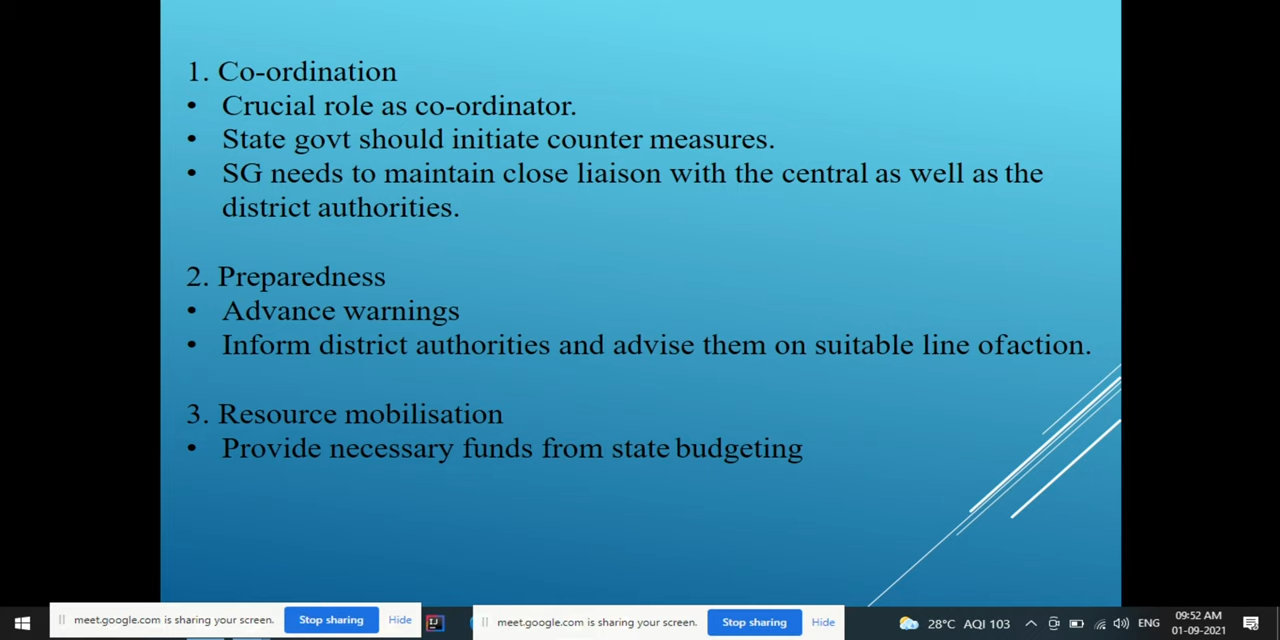 1. Co-ordination
• Crucial role as co-ordinator.
• State govt should initiate counter measures.
• SG needs to maintain close liaison with the central as well as the
district authorities.
2. Preparedness
• Advance warnings
• Inform district authorities and advise them on suitable line ofaction.
3. Resource mobilisation
• Provide necessary funds from state budgeting
meet.google.com is sharing your screen. Stop sharing Hide
meet.google.com is sharing your screen. Stop sharing Hide
28°C AQI 103 ENG 09:52 AM
01-09-2021